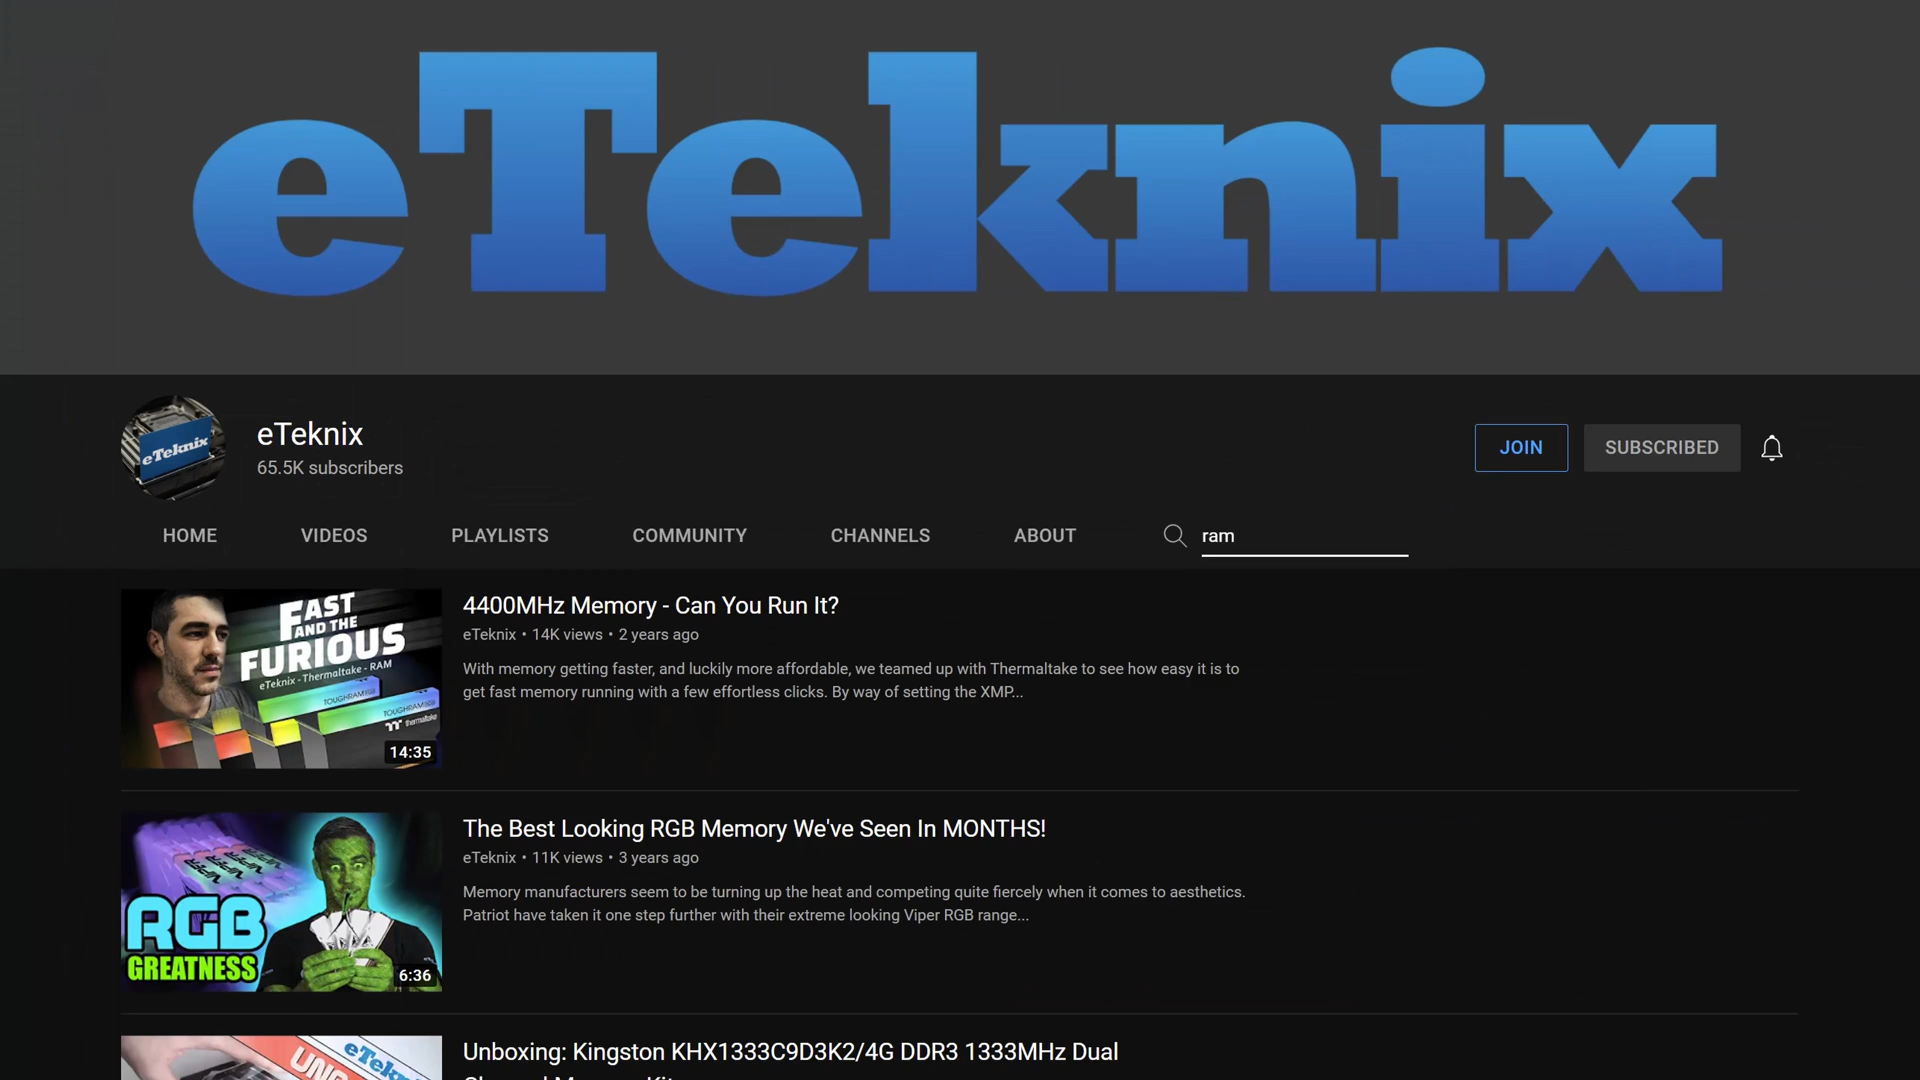 eTeknix
eTeknix
eTeknix
65.5K subscribers
JOIN
SUBSCRIBED
HOME
VIDEOS
PLAYLISTS
COMMUNITY
CHANNELS
ABOUT
ram
FAST
AND THE
FURIOUS
eTeknix - Thermaltake - RAM
TOUGHRAM RGB
TOUGHRAM RGB
thermaltake
14:35
4400MHz Memory - Can You Run It?
eTeknix • 14K views • 2 years ago
With memory getting faster, and luckily more affordable, we teamed up with Thermaltake to see how easy it is to
get fast memory running with a few effortless clicks. By way of setting the XMP...
VIPER
VIPER
VIPER
VIPER
RGB
GREATNESS
6:36
The Best Looking RGB Memory We've Seen In MONTHS!
eTeknix • 11K views • 3 years ago
Memory manufacturers seem to be turning up the heat and competing quite fiercely when it comes to aesthetics.
Patriot have taken it one step further with their extreme looking Viper RGB range...
Unboxing: Kingston KHX1333C9D3K2/4G DDR3 1333MHz Dual